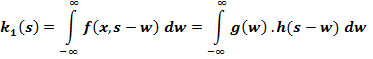 k₁(s) = ∫_{-∞}^{∞} f(x, s − w) dw = ∫_{-∞}^{∞} g(w) . h(s − w) dw